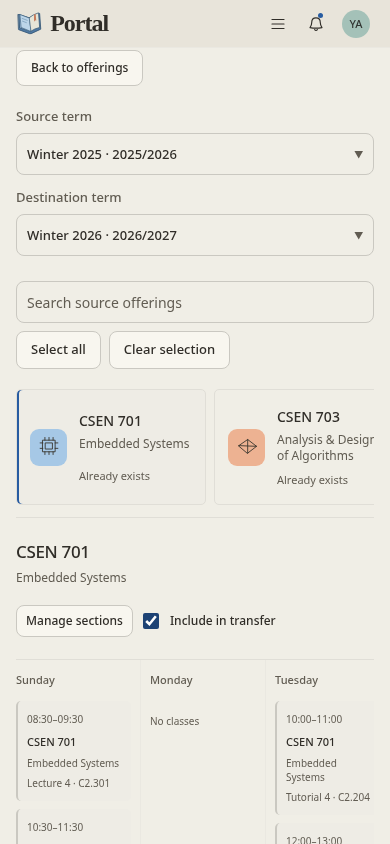 Portal
YA
Back to offerings
Source term
Winter 2025 · 2025/2026
Destination term
Winter 2026 · 2026/2027
Search source offerings
Select all
Clear selection
CSEN 701
Embedded Systems
Already exists
CSEN 703
Analysis & Design
of Algorithms
Already exists
CSEN 701
Embedded Systems
Manage sections
Include in transfer
Sunday
08:30–09:30
CSEN 701
Embedded Systems
Lecture 4 · C2.301
10:30–11:30
Monday
No classes
Tuesday
10:00–11:00
CSEN 701
Embedded
Systems
Tutorial 4 · C2.204
12:00–13:00